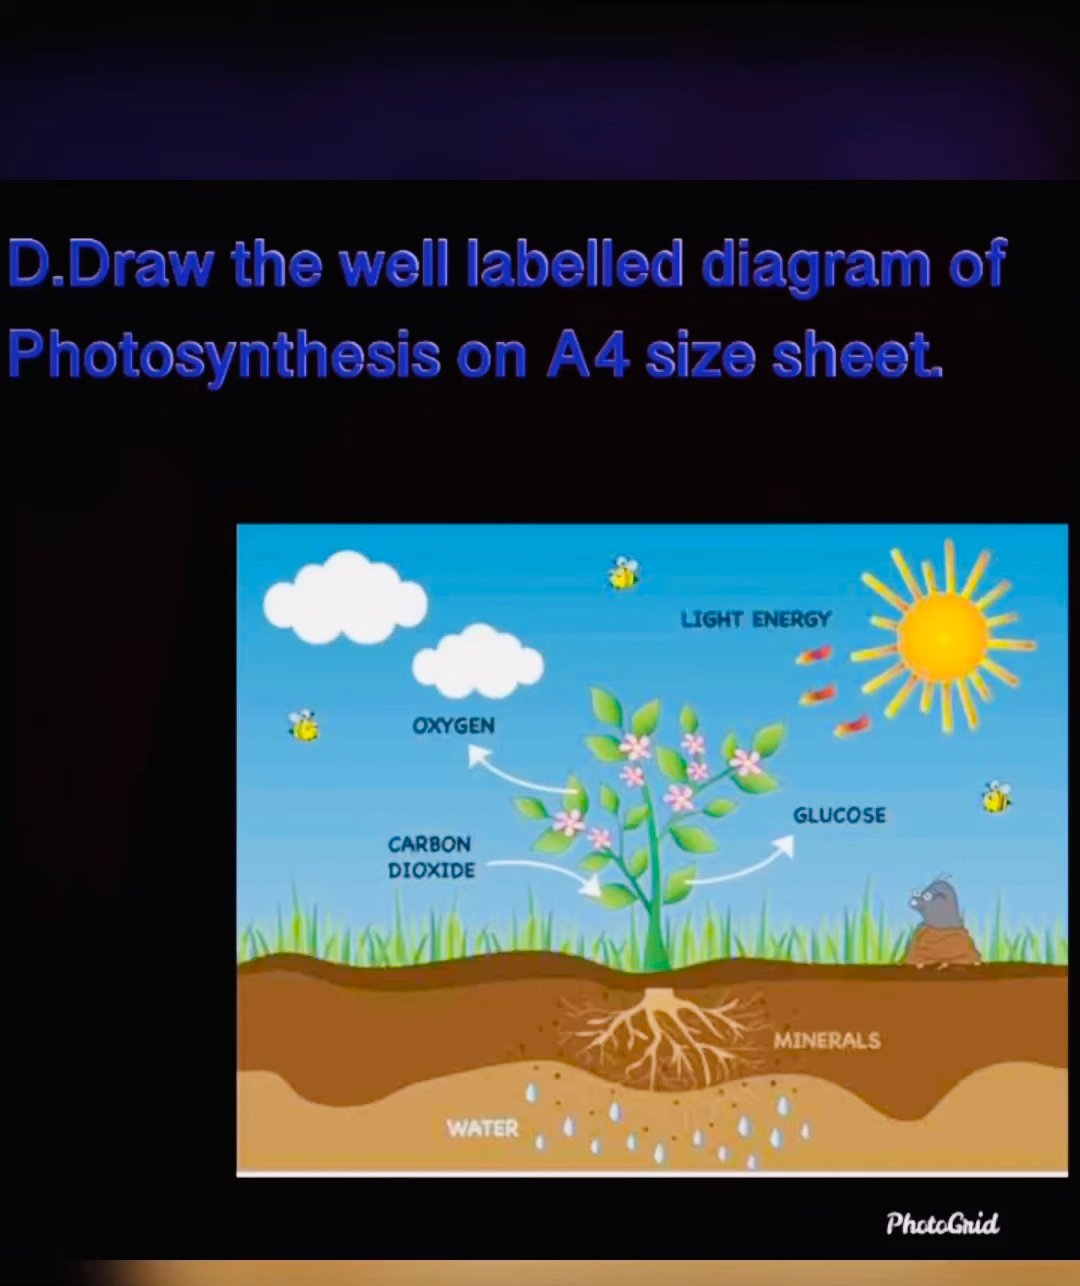 D.Draw the well labelled diagram of
Photosynthesis on A4 size sheet.
LIGHT ENERGY
OXYGEN
GLUCOSE
CARBON
DIOXIDE
MINERALS
WATER
PhotoGrid